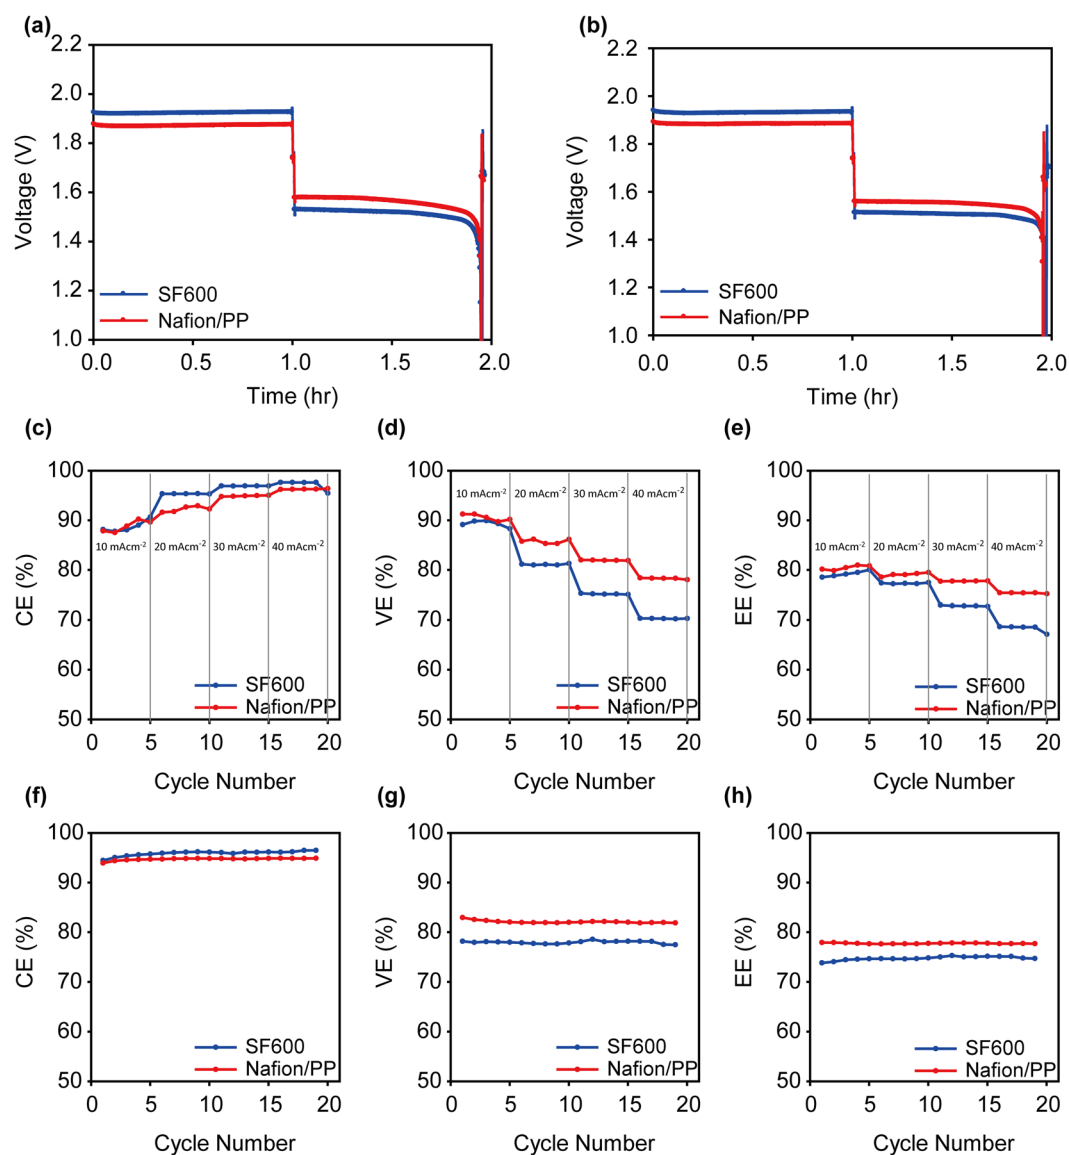 (a)
(b)
2.2
2.0
1.8
1.6
1.4
1.2
1.0
Voltage (V)
SF600
Nafion/PP
0.0 0.5 1.0 1.5 2.0
Time (hr)
2.2
2.0
1.8
1.6
1.4
1.2
1.0
Voltage (V)
SF600
Nafion/PP
0.0 0.5 1.0 1.5 2.0
Time (hr)
(c)
(d)
(e)
100
90
80
70
60
50
CE (%)
10 mAcm-2 20 mAcm-2 30 mAcm-2 40 mAcm-2
SF600
Nafion/PP
0 5 10 15 20
Cycle Number
100
90
80
70
60
50
VE (%)
10 mAcm-2 20 mAcm-2 30 mAcm-2 40 mAcm-2
SF600
Nafion/PP
0 5 10 15 20
Cycle Number
100
90
80
70
60
50
EE (%)
10 mAcm-2 20 mAcm-2 30 mAcm-2 40 mAcm-2
SF600
Nafion/PP
0 5 10 15 20
Cycle Number
(f)
(g)
(h)
100
90
80
70
60
50
CE (%)
SF600
Nafion/PP
0 5 10 15 20
Cycle Number
100
90
80
70
60
50
VE (%)
SF600
Nafion/PP
0 5 10 15 20
Cycle Number
100
90
80
70
60
50
EE (%)
SF600
Nafion/PP
0 5 10 15 20
Cycle Number